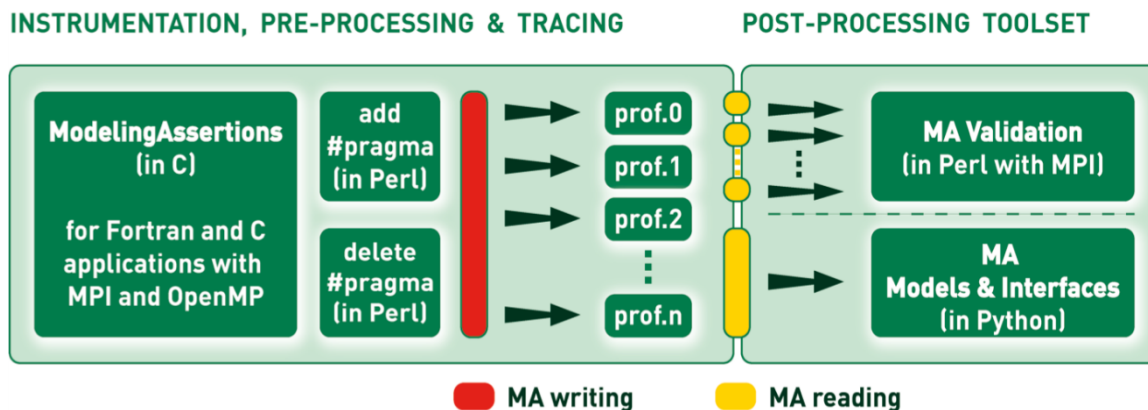 INSTRUMENTATION, PRE-PROCESSING & TRACING
POST-PROCESSING TOOLSET
ModelingAssertions
(in C)
for Fortran and C
applications with
MPI and OpenMP
add
#pragma
(in Perl)
delete
#pragma
(in Perl)
prof.0
prof.1
prof.2
prof.n
MA Validation
(in Perl with MPI)
MA
Models & Interfaces
(in Python)
MA writing
MA reading